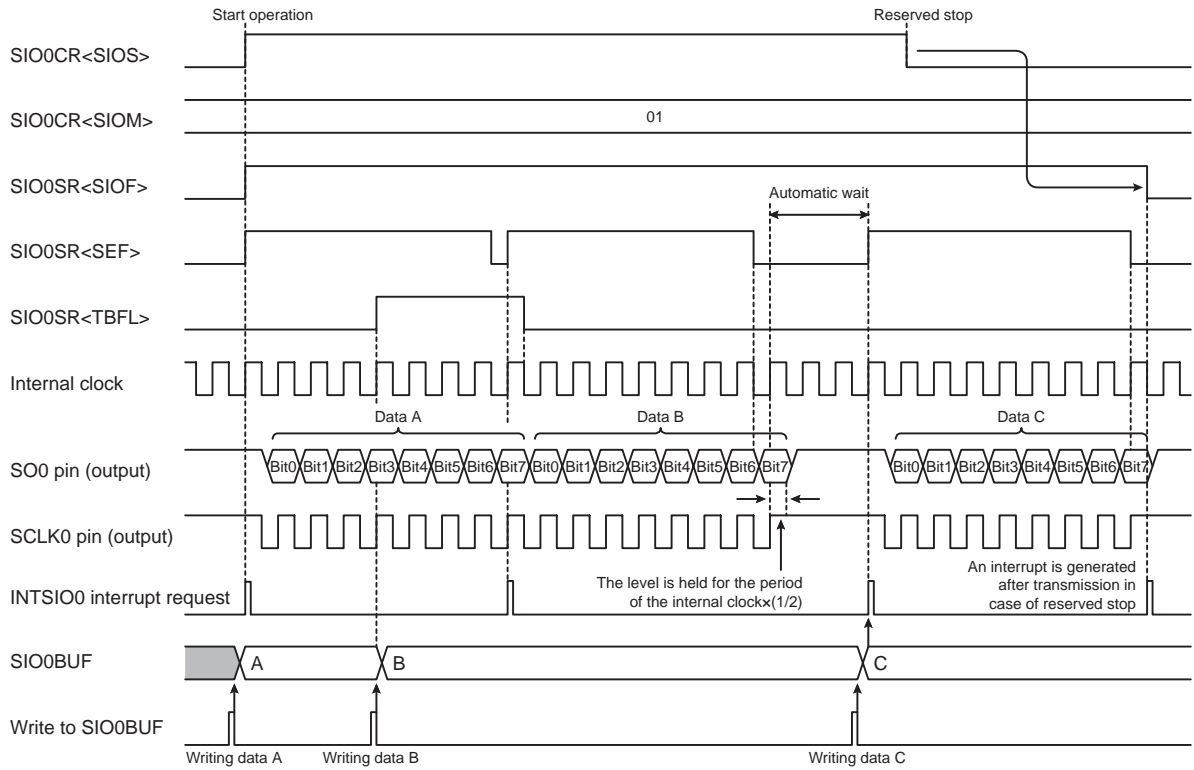 Start operation
Reserved stop
SIO0CR<SIOS>
SIO0CR<SIOM>
01
SIO0SR<SIOF>
Automatic wait
SIO0SR<SEF>
SIO0SR<TBFL>
Internal clock
Data A
Data B
Data C
SO0 pin (output)
Bit0 Bit1 Bit2 Bit3 Bit4 Bit5 Bit6 Bit7 Bit0 Bit1 Bit2 Bit3 Bit4 Bit5 Bit6 Bit7 Bit0 Bit1 Bit2 Bit3 Bit4 Bit5 Bit6 Bit7
SCLK0 pin (output)
The level is held for the period
of the internal clock×(1/2)
An interrupt is generated
after transmission in
case of reserved stop
INTSIO0 interrupt request
SIO0BUF
A
B
C
Write to SIO0BUF
Writing data A
Writing data B
Writing data C